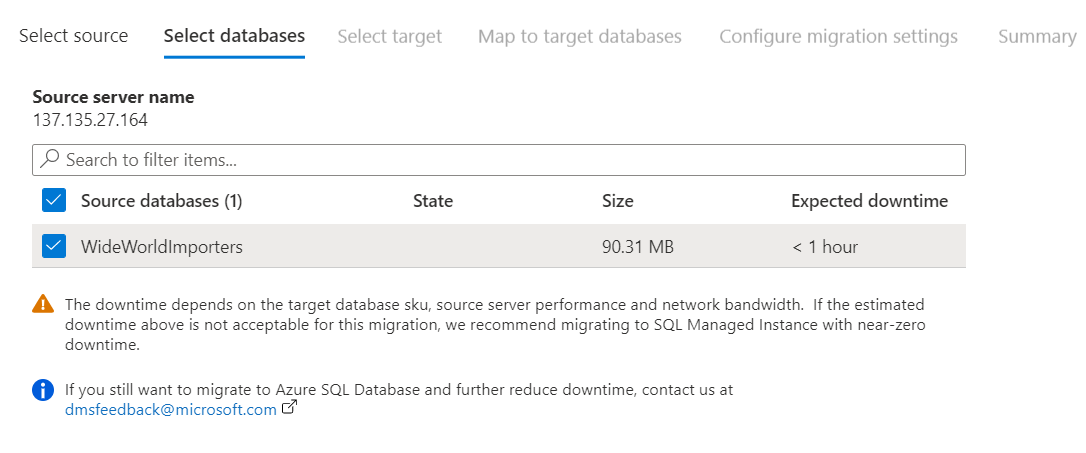 Select source Select databases Select target Map to target databases Configure migration settings Summary
Source server name
137.135.27.164
Search to filter items...
Source databases (1) State Size Expected downtime
WideWorldImporters 90.31 MB < 1 hour
The downtime depends on the target database sku, source server performance and network bandwidth. If the estimated
downtime above is not acceptable for this migration, we recommend migrating to SQL Managed Instance with near-zero
downtime.
If you still want to migrate to Azure SQL Database and further reduce downtime, contact us at
dmsfeedback@microsoft.com